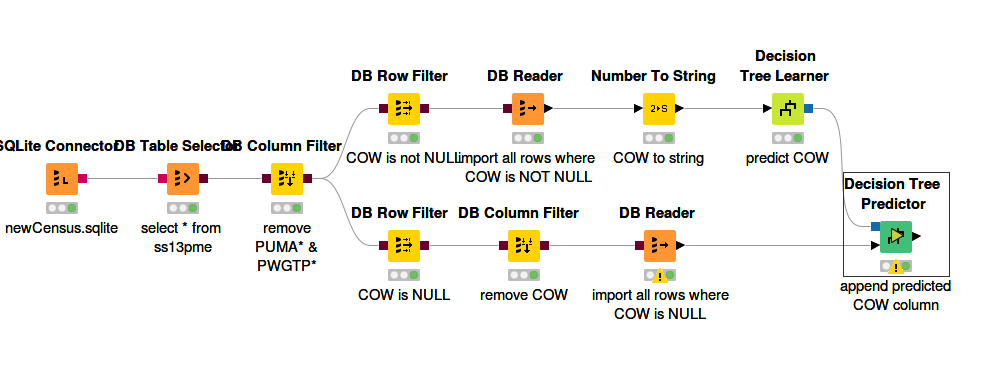 Decision
Tree Learner
DB Row Filter
DB Reader
Number To String
2▸S
COW is not NULL
import all rows where
COW is NOT NULL
COW to string
predict COW
SQLite Connector
DB Table Selector
DB Column Filter
newCensus.sqlite
select * from
ss13pme
remove
PUMA* &
PWGTP*
Decision Tree
Predictor
append predicted
COW column
DB Row Filter
DB Column Filter
DB Reader
COW is NULL
remove COW
import all rows where
COW is NULL